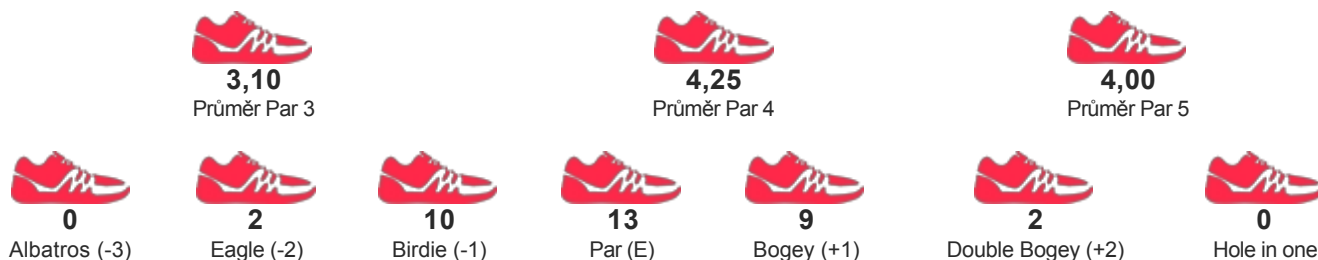 3,10 4,25 4,00
Průměr Par 3 Průměr Par 4 Průměr Par 5
0 2 10 13 9 2 0
Albatros (-3) Eagle (-2) Birdie (-1) Par (E) Bogey (+1) Double Bogey (+2) Hole in one